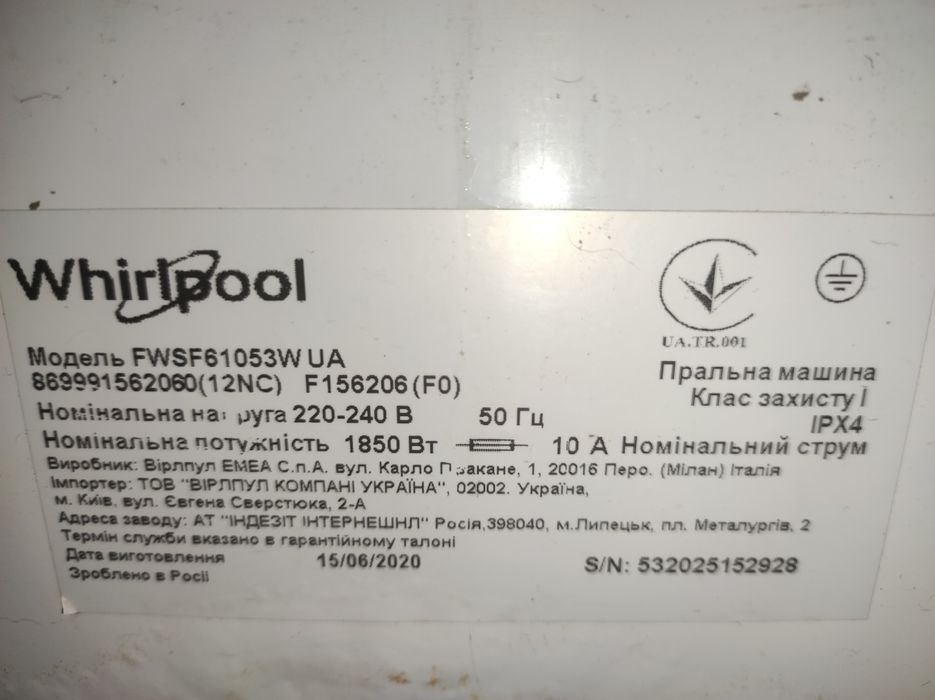 Whirlpool
UA.TR.001
Модель FWSF61053W UA
869991562060(12NC) F156206 (F0)
Пральна машина
Клас захисту I
IPX4
Номінальна напруга 220-240 В 50 Гц
Номінальна потужність 1850 Вт 10 А Номінальний струм
Виробник: Вірлпул ЕМЕА С.п.А. вул. Карло Пізакане, 1, 20016 Перо. (Мілан) Італія
Імпортер: ТОВ "ВІРЛПУЛ КОМПАНІ УКРАЇНА", 02002. Україна,
м. Київ, вул. Євгена Сверстюка, 2-А
Адреса заводу: АТ "ІНДЕЗІТ ІНТЕРНЕШНЛ" Росія,398040, м.Липецьк, пл. Металургів, 2
Термін служби вказано в гарантійному талоні
Дата виготовлення 15/06/2020 S/N: 532025152928
Зроблено в Росії